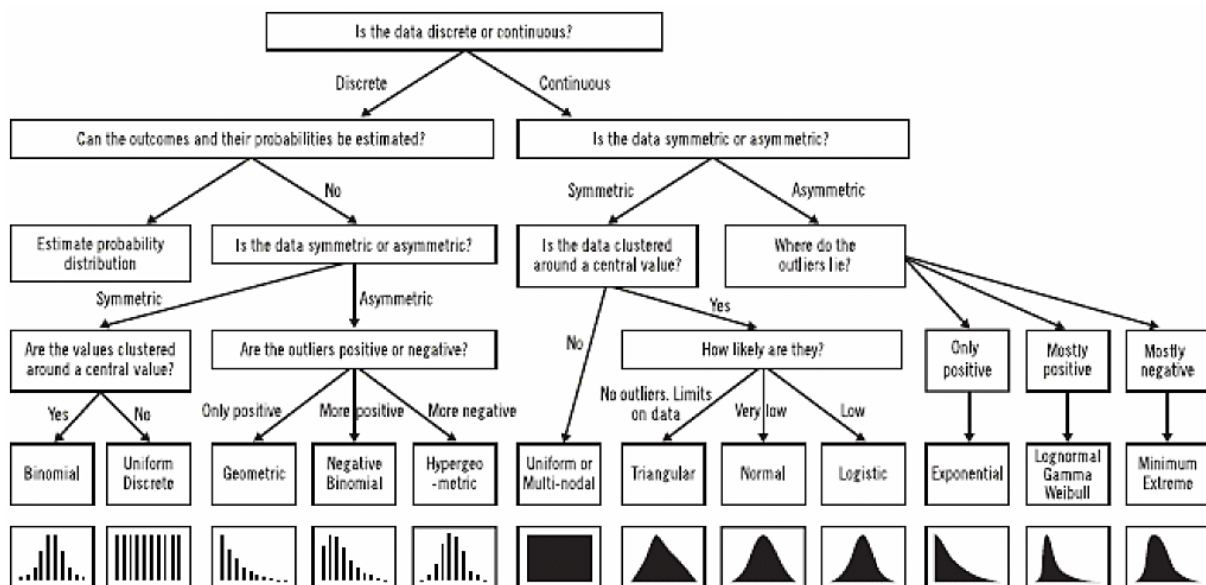 Is the data discrete or continuous?
Discrete
Continuous
Can the outcomes and their probabilities be estimated?
Is the data symmetric or asymmetric?
No
Symmetric
Asymmetric
Estimate probability
distribution
Is the data symmetric or asymmetric?
Is the data clustered
around a central value?
Where do the
outliers lie?
Symmetric
Asymmetric
Yes
No
Are the values clustered
around a central value?
Are the outliers positive or negative?
How likely are they?
Only
positive
Mostly
positive
Mostly
negative
Yes
No
Only positive
More positive
More negative
No outliers. Limits
on data
Very low
Low
Binomial
Uniform
Discrete
Geometric
Negative
Binomial
Hypergeo
-metric
Uniform or
Multi-nodal
Triangular
Normal
Logistic
Exponential
Lognormal
Gamma
Weibull
Minimum
Extreme